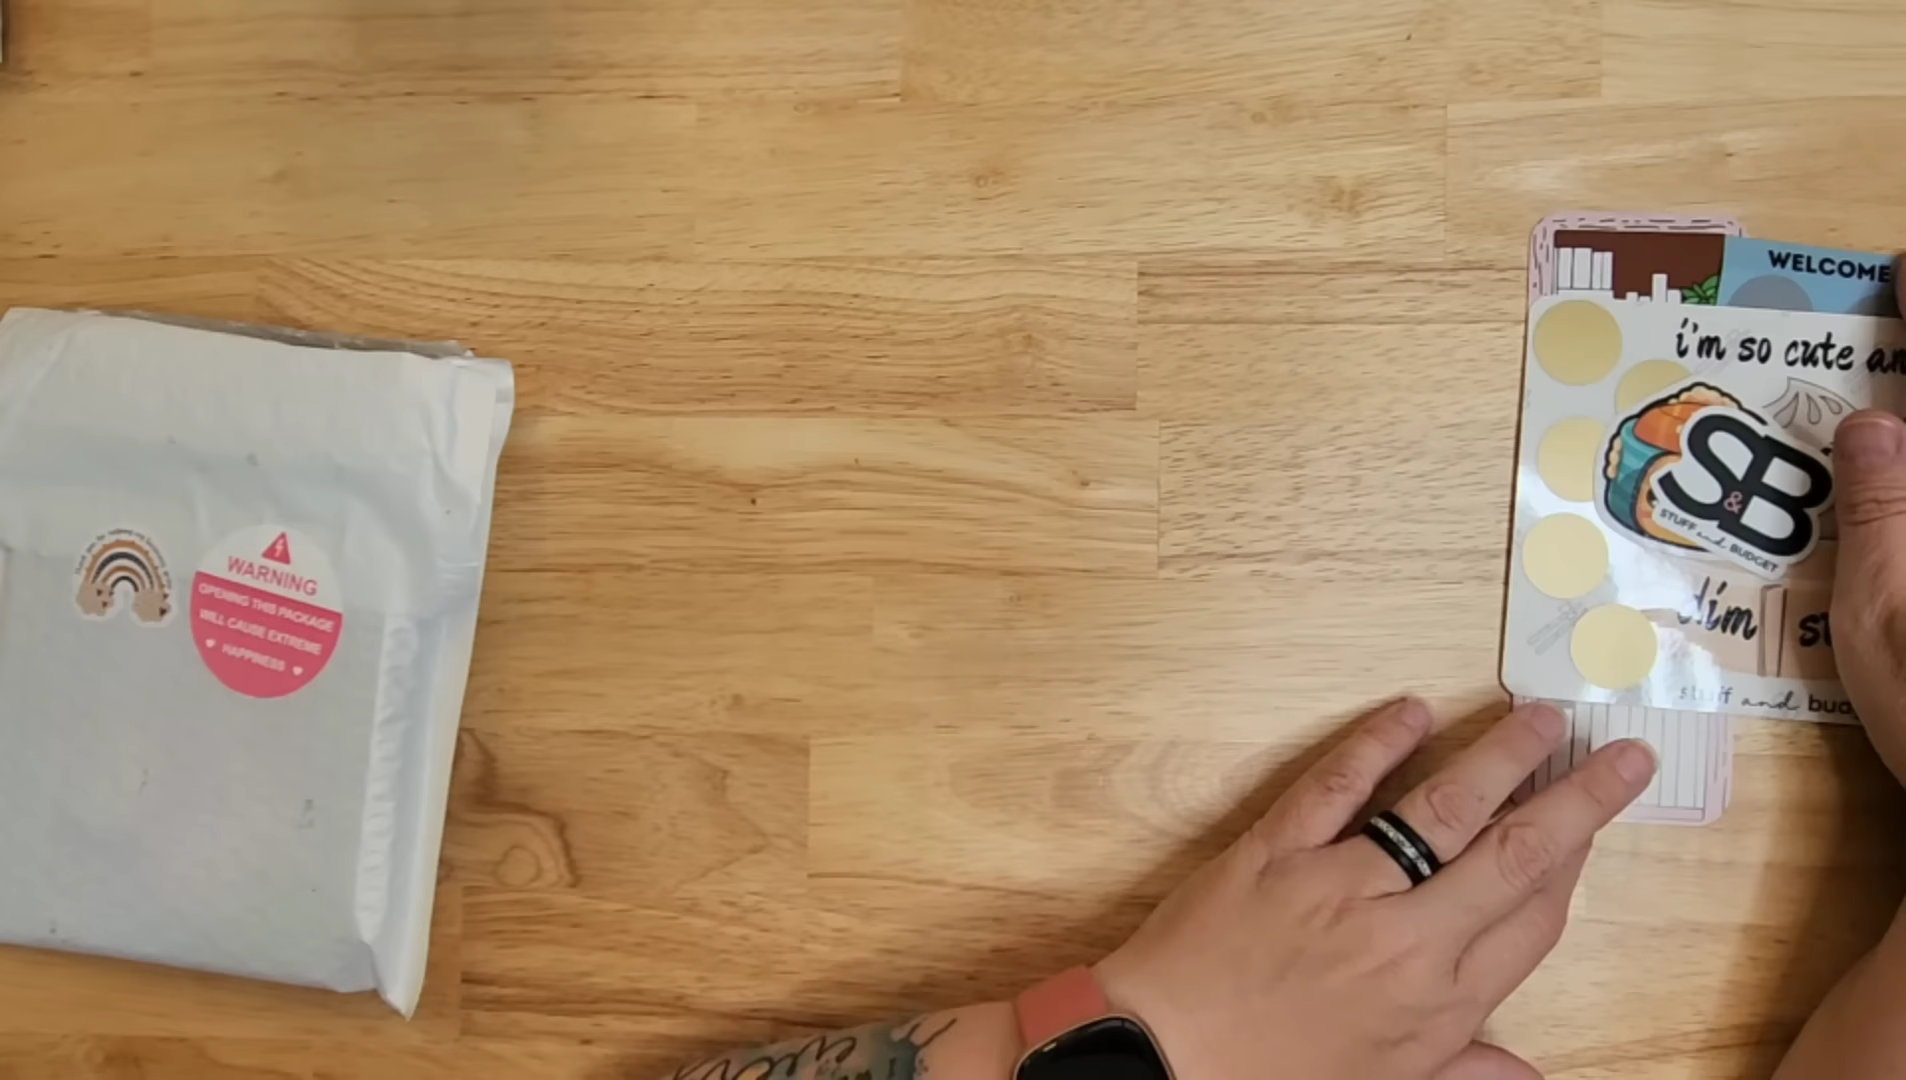 WARNING
OPENING THIS PACKAGE
WILL CAUSE EXTREME
HAPPINESS
WELCOME
i'm so cute an
S&B
STUFF and BUDGET
dim
stuff and bud